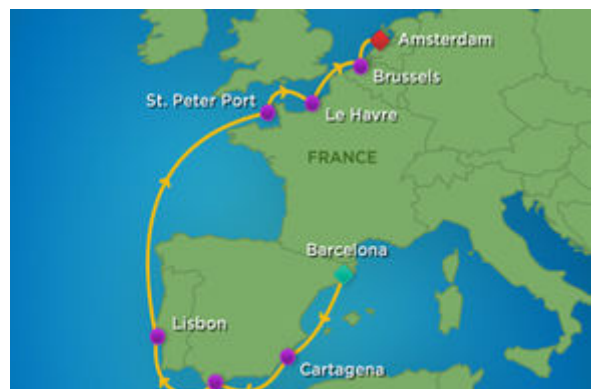 Amsterdam
Brussels
St. Peter Port
Le Havre
FRANCE
Barcelona
Lisbon
Cartagena